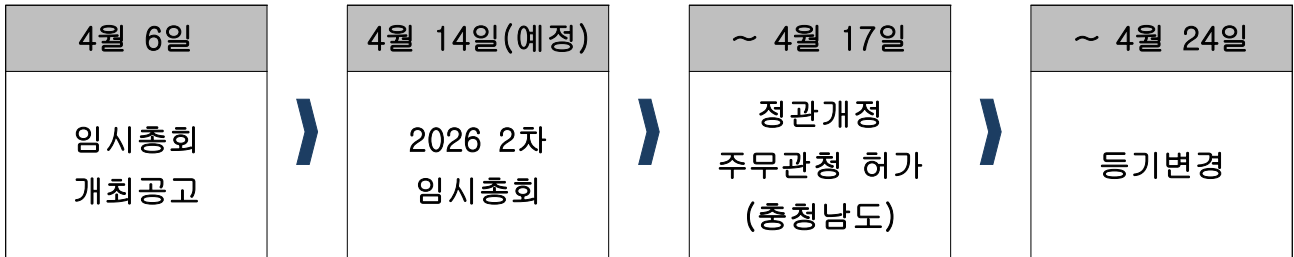 4월 6일
임시총회
개최공고
4월 14일(예정)
2026 2차
임시총회
~ 4월 17일
정관개정
주무관청 허가
(충청남도)
~ 4월 24일
등기변경